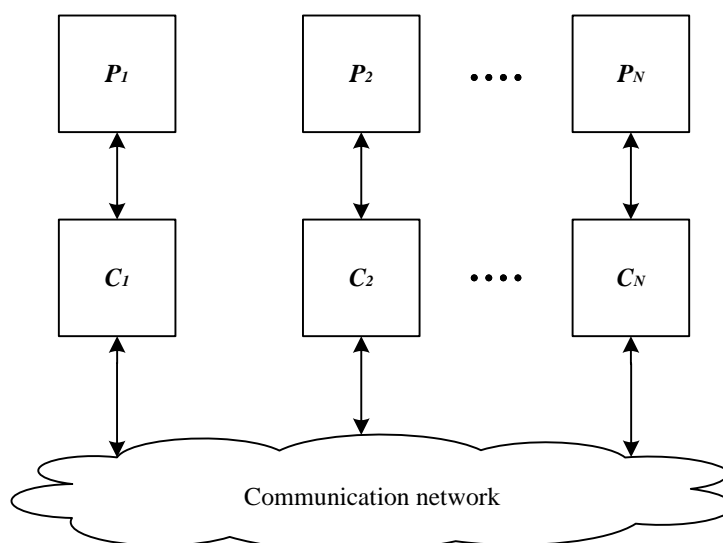 P1 P2 .... PN
C1 C2 .... CN
Communication network